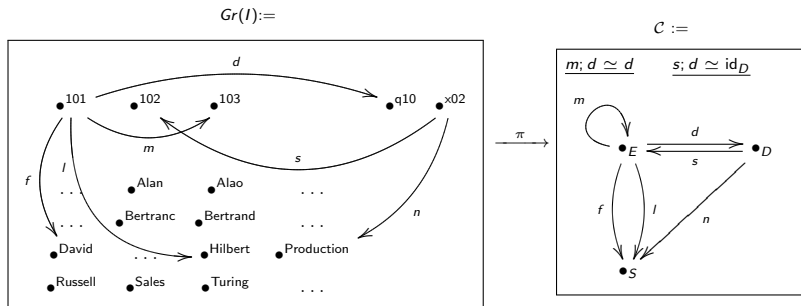 Gr(I):=
C :=
d
101 102 103 q10 x02
m
s
f l n
. . . Alan Alao . . .
. . . Bertranc Bertrand . . .
David . . . Hilbert Production
Russell Sales Turing . . .
π
m; d ≃ d s; d ≃ id_D
m
d
E D
s
f l n
S